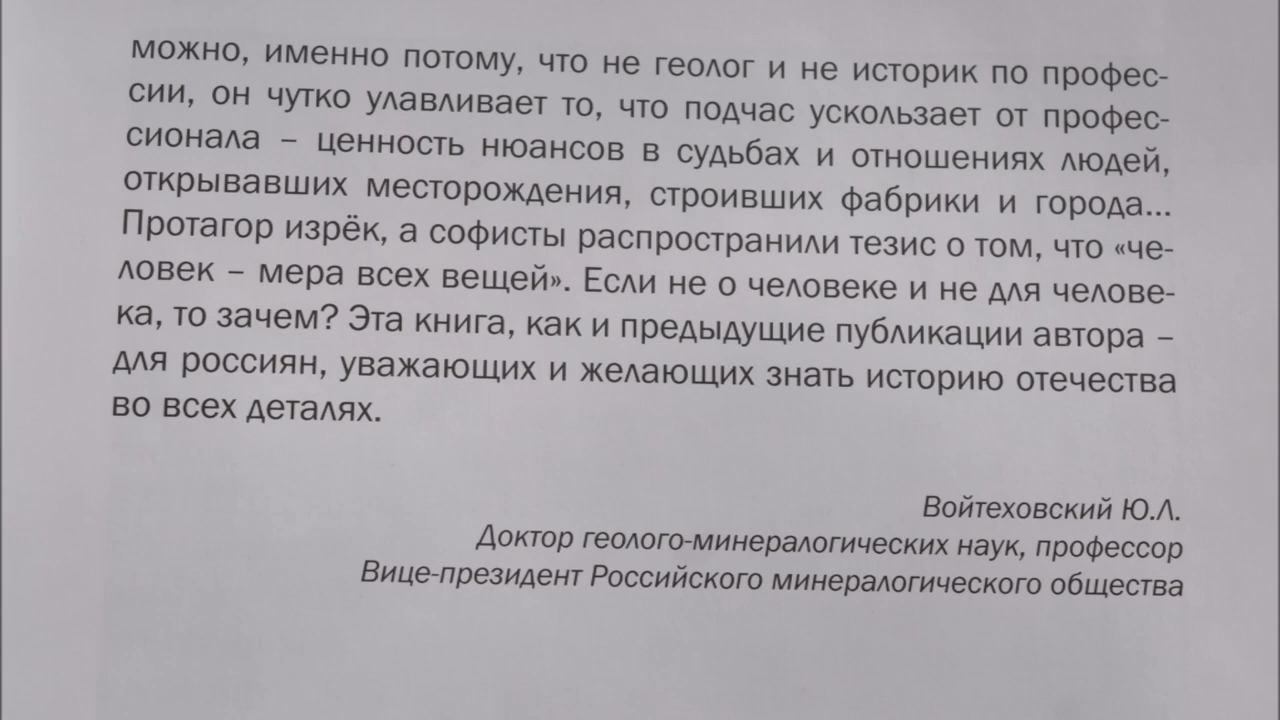 можно, именно потому, что не геолог и не историк по профес-
сии, он чутко улавливает то, что подчас ускользает от профес-
сионала – ценность нюансов в судьбах и отношениях людей,
открывавших месторождения, строивших фабрики и города...
Протагор изрёк, а софисты распространили тезис о том, что «че-
ловек – мера всех вещей». Если не о человеке и не для челове-
ка, то зачем? Эта книга, как и предыдущие публикации автора –
для россиян, уважающих и желающих знать историю отечества
во всех деталях.
Войтеховский Ю.Л.
Доктор геолого-минералогических наук, профессор
Вице-президент Российского минералогического общества